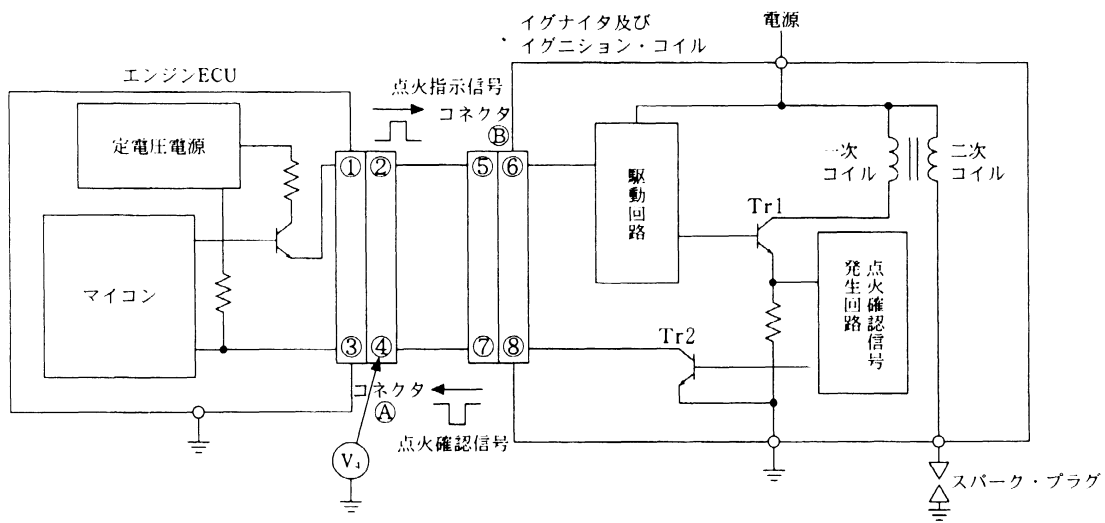 イグナイタ及び
イグニション・コイル
電源
エンジンECU
点火指示信号
コネクタ
Ⓑ
定電圧電源
① ② ⑤ ⑥
駆動回路
一次
コイル
二次
コイル
Tr1
マイコン
点火確認信号
発生回路
Tr2
③ ④ ⑦ ⑧
コネクタ
Ⓐ
点火確認信号
V₄
スパーク・プラグ